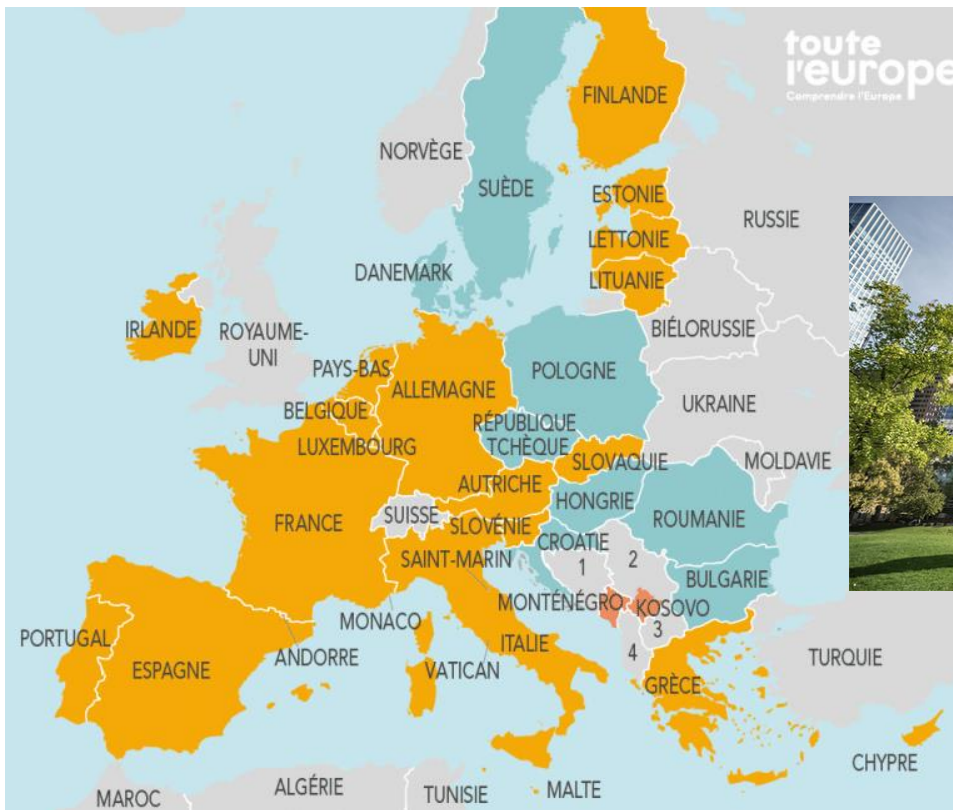 toute
l'europe
Comprendre l'Europe
FINLANDE
NORVÈGE
SUÈDE
ESTONIE
RUSSIE
LETTONIE
DANEMARK
LITUANIE
IRLANDE
ROYAUME-
UNI
BIÉLORUSSIE
PAYS-BAS
POLOGNE
ALLEMAGNE
UKRAINE
BELGIQUE
RÉPUBLIQUE
TCHÈQUE
LUXEMBOURG
SLOVAQUIE
MOLDAVIE
AUTRICHE
HONGRIE
SUISSE
FRANCE
SLOVÉNIE
ROUMANIE
CROATIE
SAINT-MARIN
1
2
BULGARIE
MONTÉNÉGRO
KOSOVO
MONACO
3
PORTUGAL
ITALIE
ANDORRE
4
TURQUIE
ESPAGNE
VATICAN
GRÈCE
CHYPRE
ALGÉRIE
MALTE
MAROC
TUNISIE